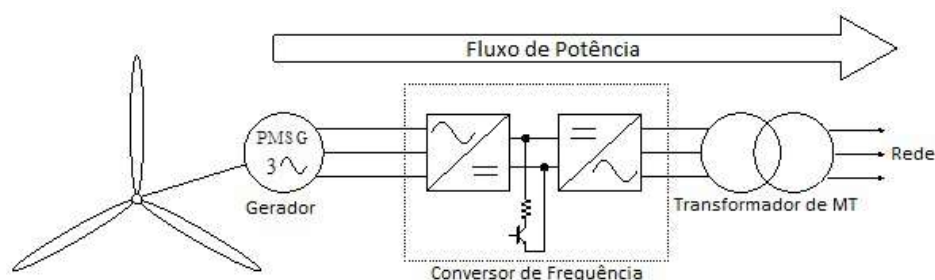 Fluxo de Potência
PMSG
3
Gerador
Rede
Transformador de MT
Conversor de Frequência